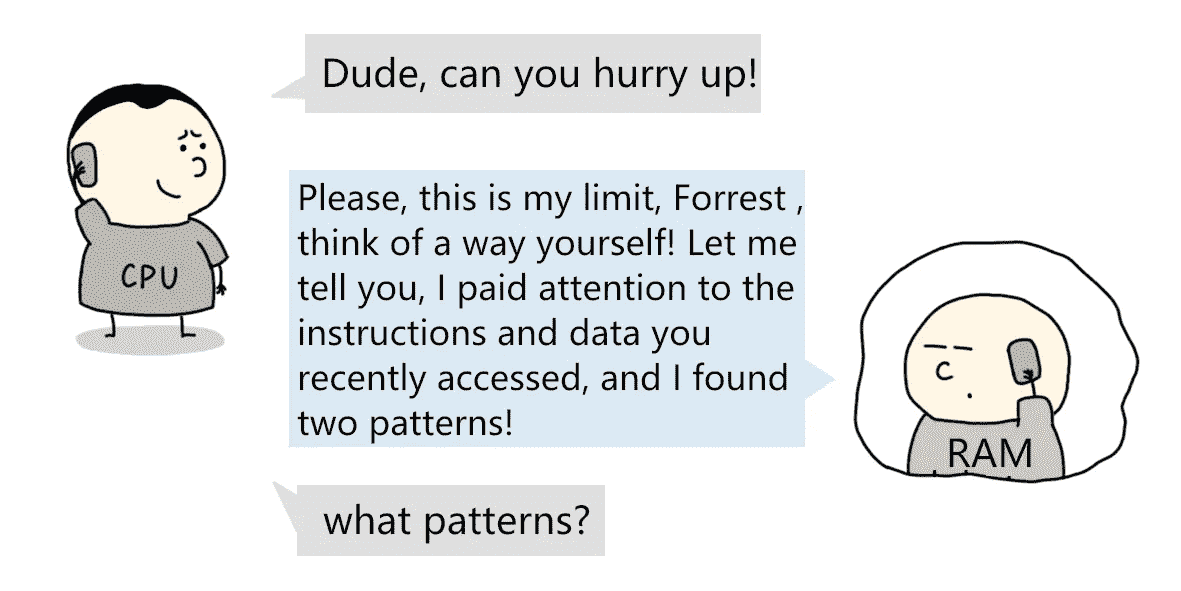 Dude, can you hurry up!
CPU
Please, this is my limit, Forrest ,
think of a way yourself! Let me
tell you, I paid attention to the
instructions and data you
recently accessed, and I found
two patterns!
RAM
what patterns?